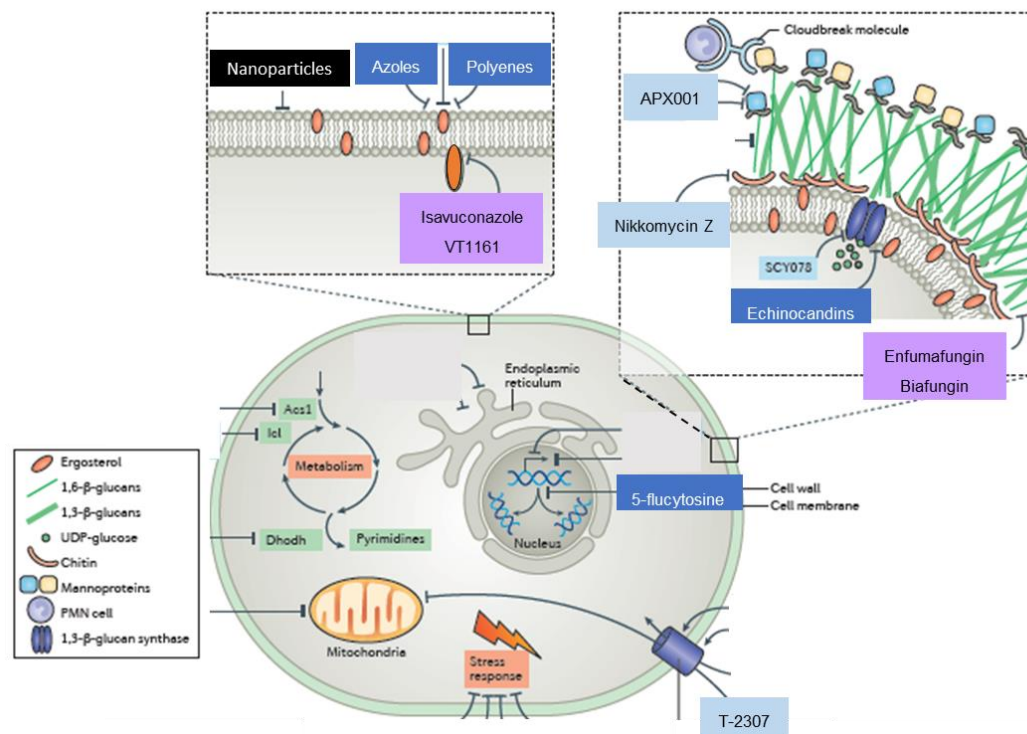 Nanoparticles
Azoles
Polyenes
Isavuconazole
VT1161
Cloudbreak molecule
APX001
Nikkomycin Z
SCY078
Echinocandins
Enfumafungin
Biafungin
Endoplasmic
reticulum
Acs1
Icl
Metabolism
Dhodh
Pyrimidines
Nucleus
5-flucytosine
Cell wall
Cell membrane
Mitochondria
Stress
response
T-2307
Ergosterol
1,6-β-glucans
1,3-β-glucans
UDP-glucose
Chitin
Mannoproteins
PMN cell
1,3-β-glucan synthase